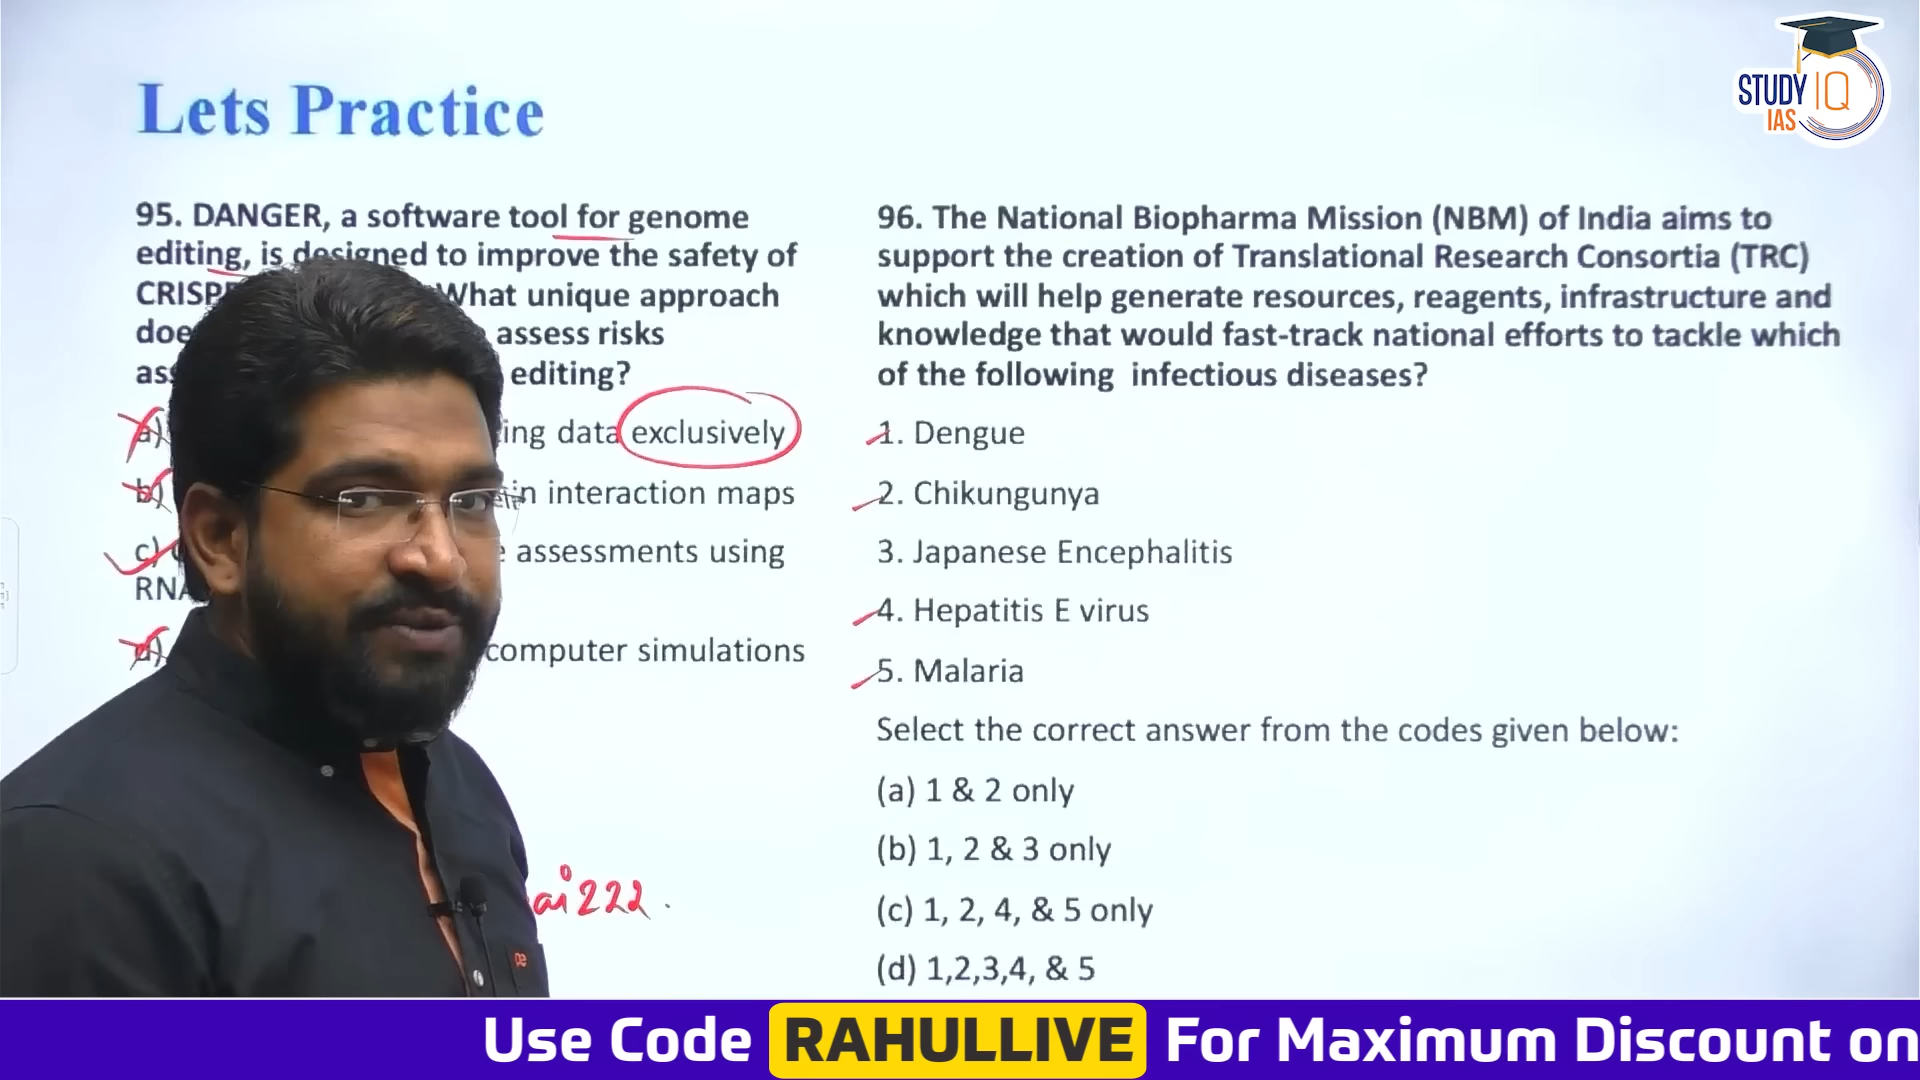 Lets Practice
STUDY IQ
IAS
95. DANGER, a software tool for genome
editing, is designed to improve the safety of
What unique approach
assess risks
editing?
a) data exclusively
b) interaction maps
c) assessments using
d) computer simulations
222.
96. The National Biopharma Mission (NBM) of India aims to
support the creation of Translational Research Consortia (TRC)
which will help generate resources, reagents, infrastructure and
knowledge that would fast-track national efforts to tackle which
of the following infectious diseases?
1. Dengue
2. Chikungunya
3. Japanese Encephalitis
4. Hepatitis E virus
5. Malaria
Select the correct answer from the codes given below:
(a) 1 & 2 only
(b) 1, 2 & 3 only
(c) 1, 2, 4, & 5 only
(d) 1,2,3,4, & 5
Use Code RAHULLIVE For Maximum Discount on